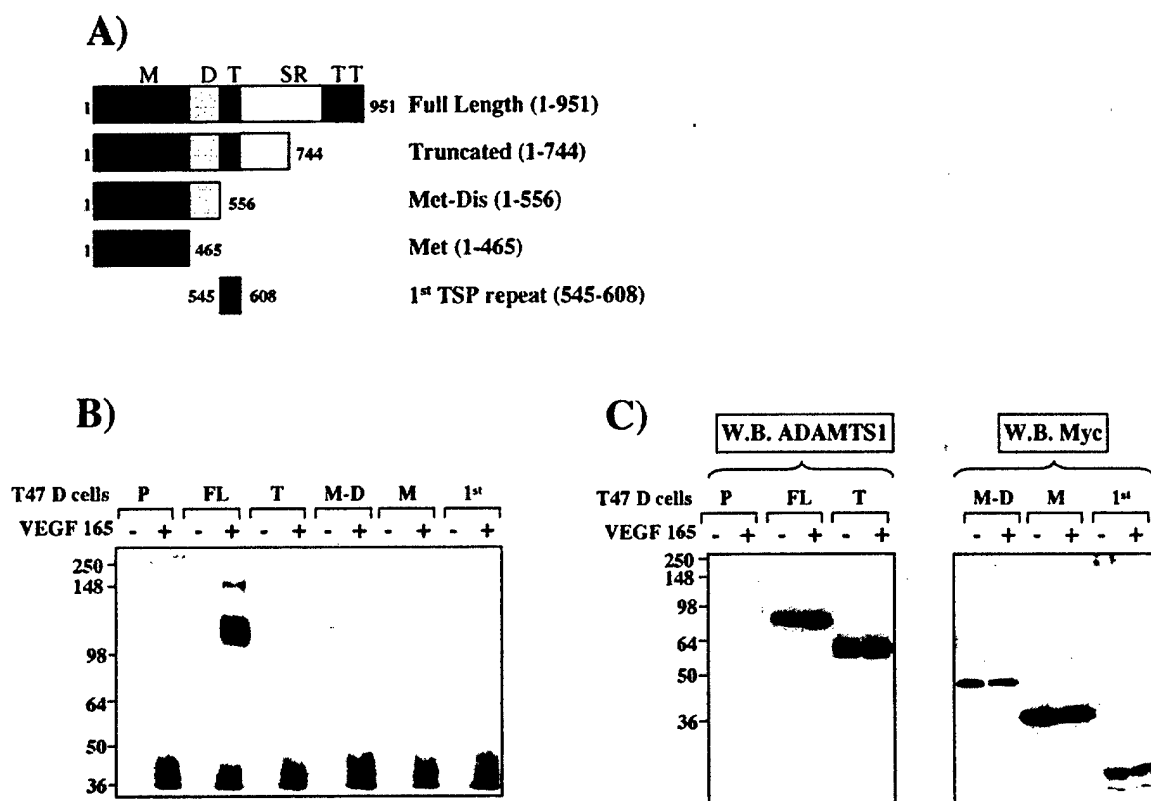 A)
M D T SR TT
1 951 Full Length (1-951)
1 744 Truncated (1-744)
1 556 Met-Dis (1-556)
1 465 Met (1-465)
545 608 1st TSP repeat (545-608)
B)
T47 D cells P FL T M-D M 1st
VEGF 165 - + - + - + - + - + - +
250
148
98
64
50
36
C)
W.B. ADAMTS1 W.B. Myc
T47 D cells P FL T M-D M 1st
VEGF 165 - + - + - + - + - + - +
250
148
98
64
50
36